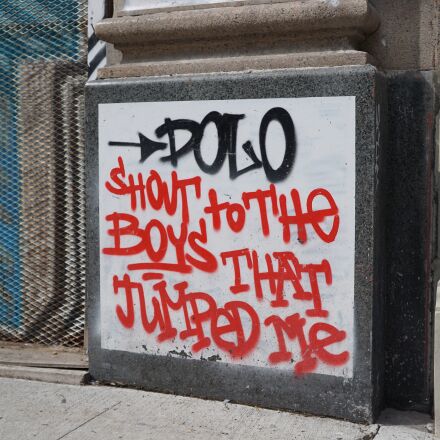 POLO
SHOUT to THE
BOYS THAT
JUMPED Me